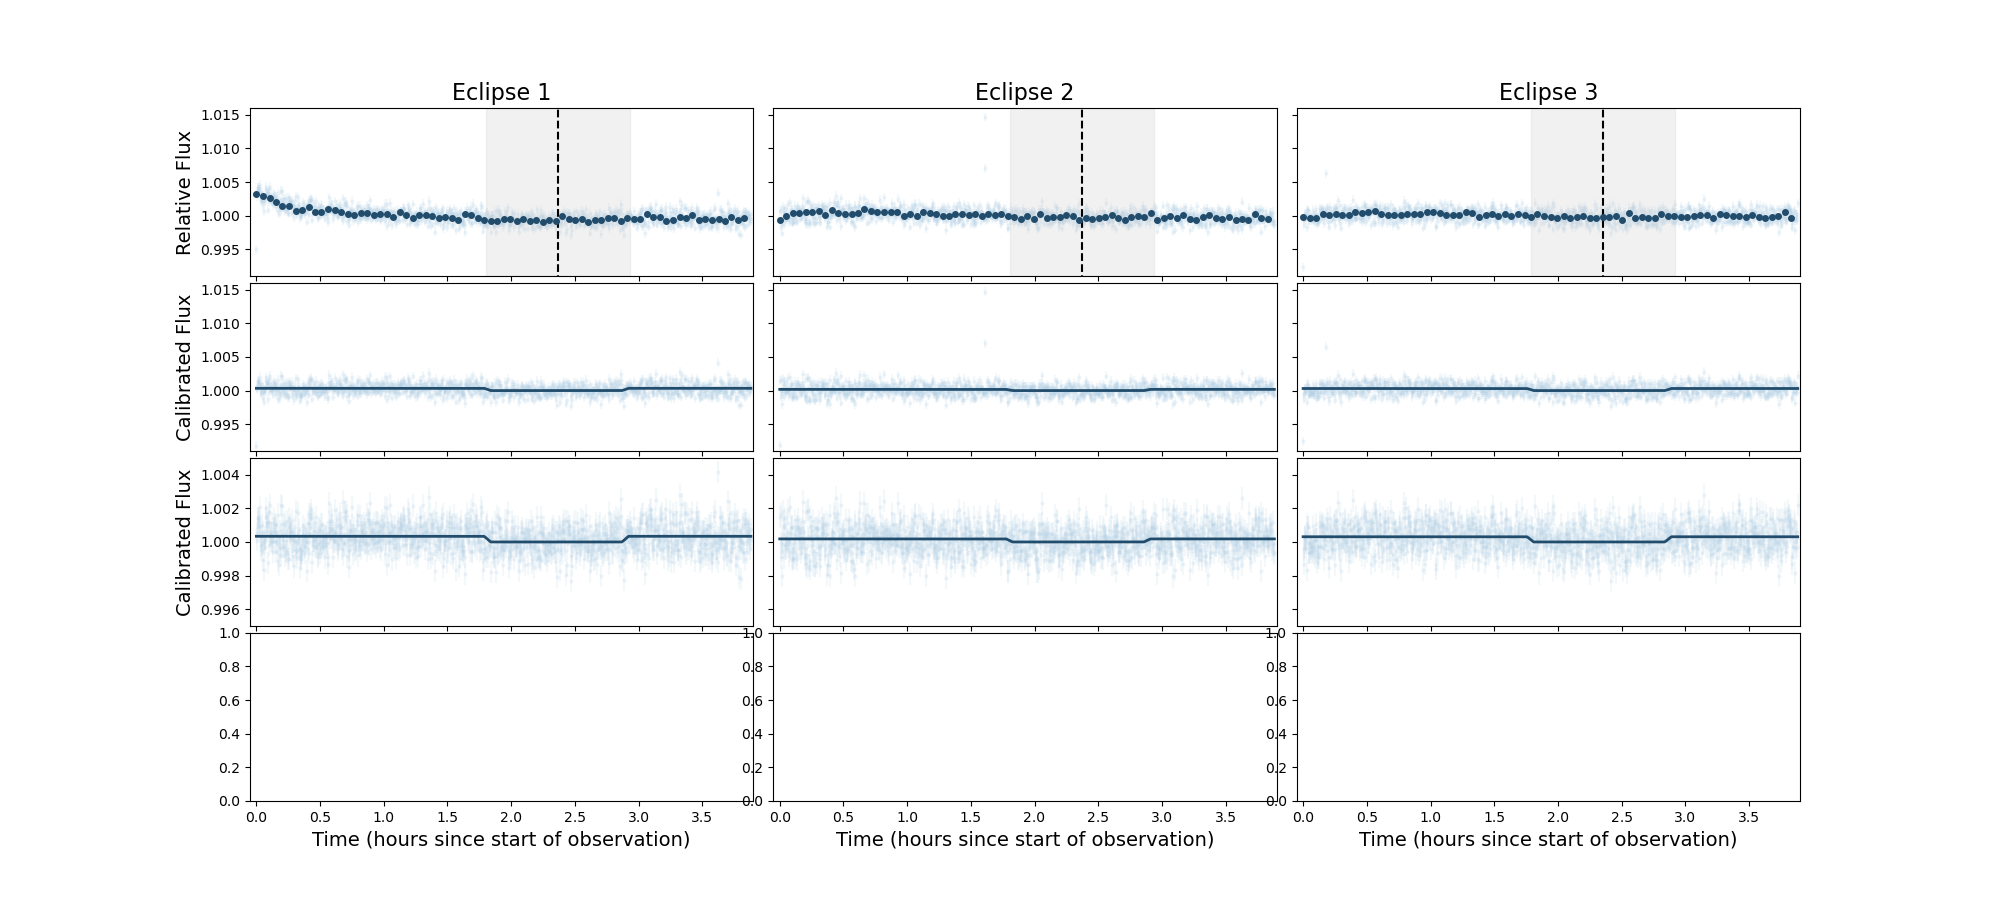 Eclipse 1 Eclipse 2 Eclipse 3
Relative Flux
1.015
1.010
1.005
1.000
0.995
Calibrated Flux
1.015
1.010
1.005
1.000
0.995
Calibrated Flux
1.004
1.002
1.000
0.998
0.996
1.0 1.0 1.0
0.8 0.8 0.8
0.6 0.6 0.6
0.4 0.4 0.4
0.2 0.2 0.2
0.0 0.0 0.0
0.0 0.5 1.0 1.5 2.0 2.5 3.0 3.5 0.0 0.5 1.0 1.5 2.0 2.5 3.0 3.5 0.0 0.5 1.0 1.5 2.0 2.5 3.0 3.5
Time (hours since start of observation) Time (hours since start of observation) Time (hours since start of observation)